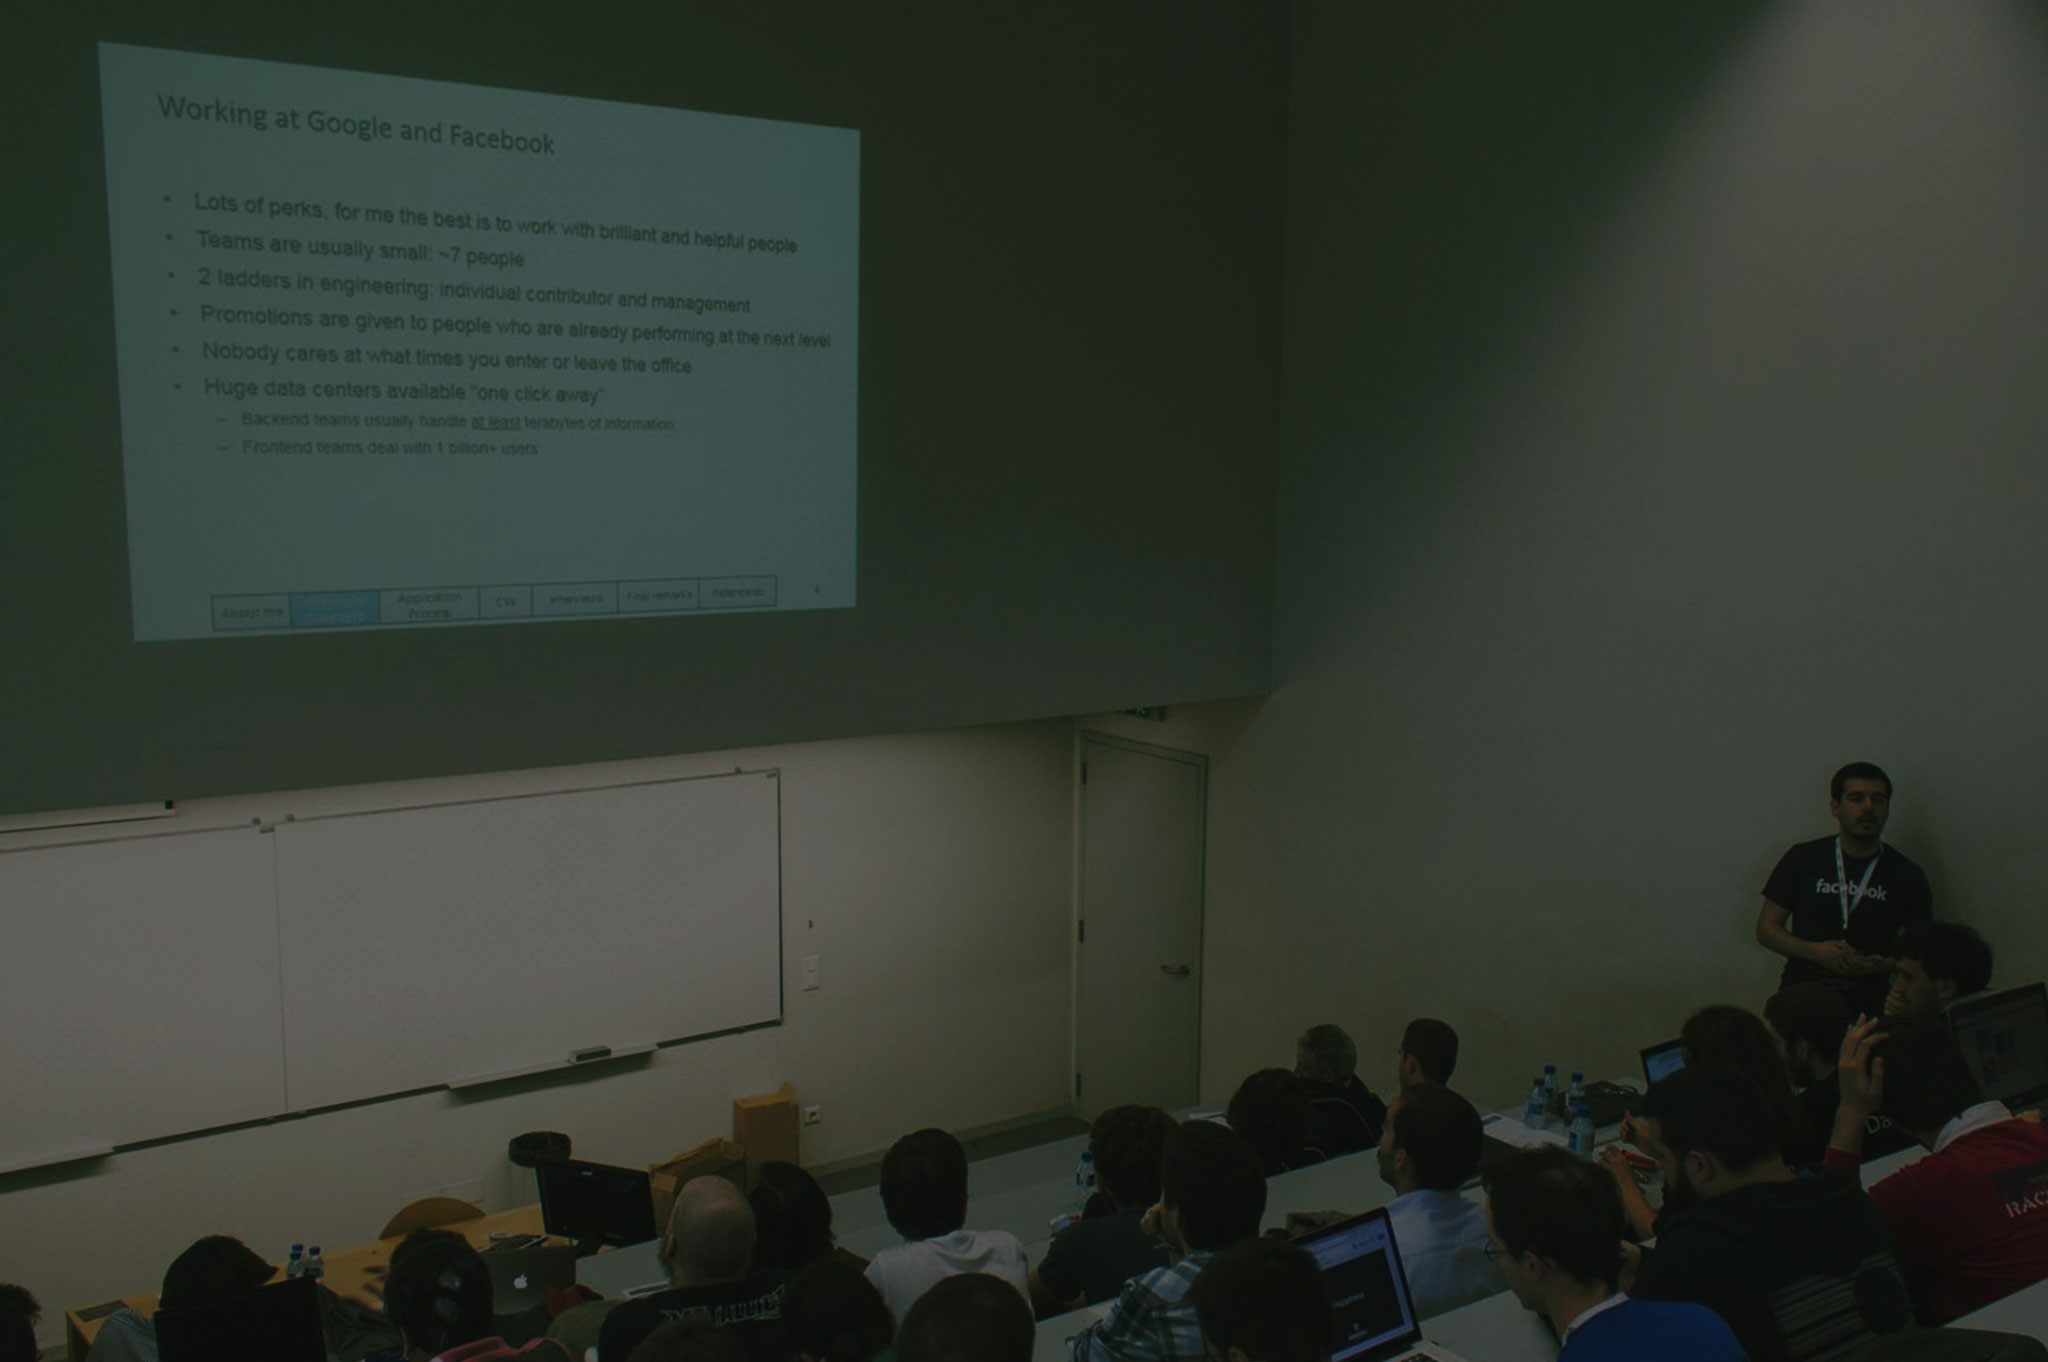 Working at Google and Facebook
• Lots of perks, for me the best is to work with brilliant and helpful people
• Teams are usually small: ~7 people
• 2 ladders in engineering: individual contributor and management
• Promotions are given to people who are already performing at the next level
• Nobody cares at what times you enter or leave the office
• Huge data centers available "one click away"
– Backend teams usually handle at least terabytes of information
– Frontend teams deal with 1 billion+ users
About me
Application Process
CVs
Interviews
Final remarks
References
4
facebook
Da
RAC
METALLICA
Happiness